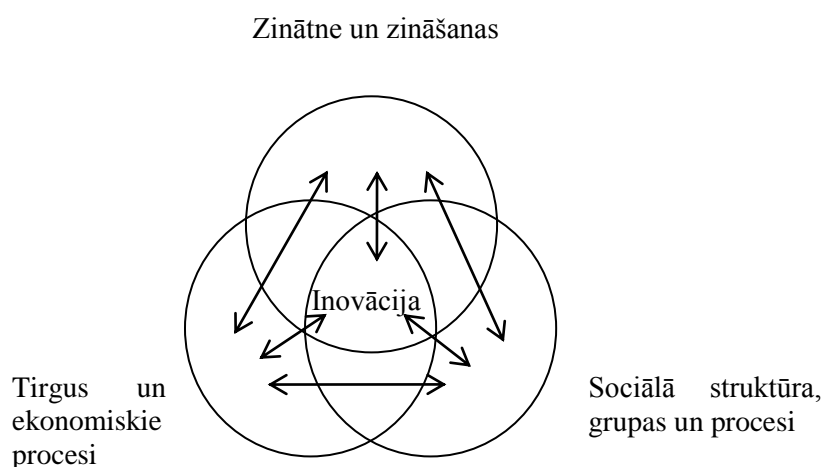 Zinātne un zināšanas
Inovācija
Tirgus un
ekonomiskie
procesi
Sociālā struktūra,
grupas un procesi